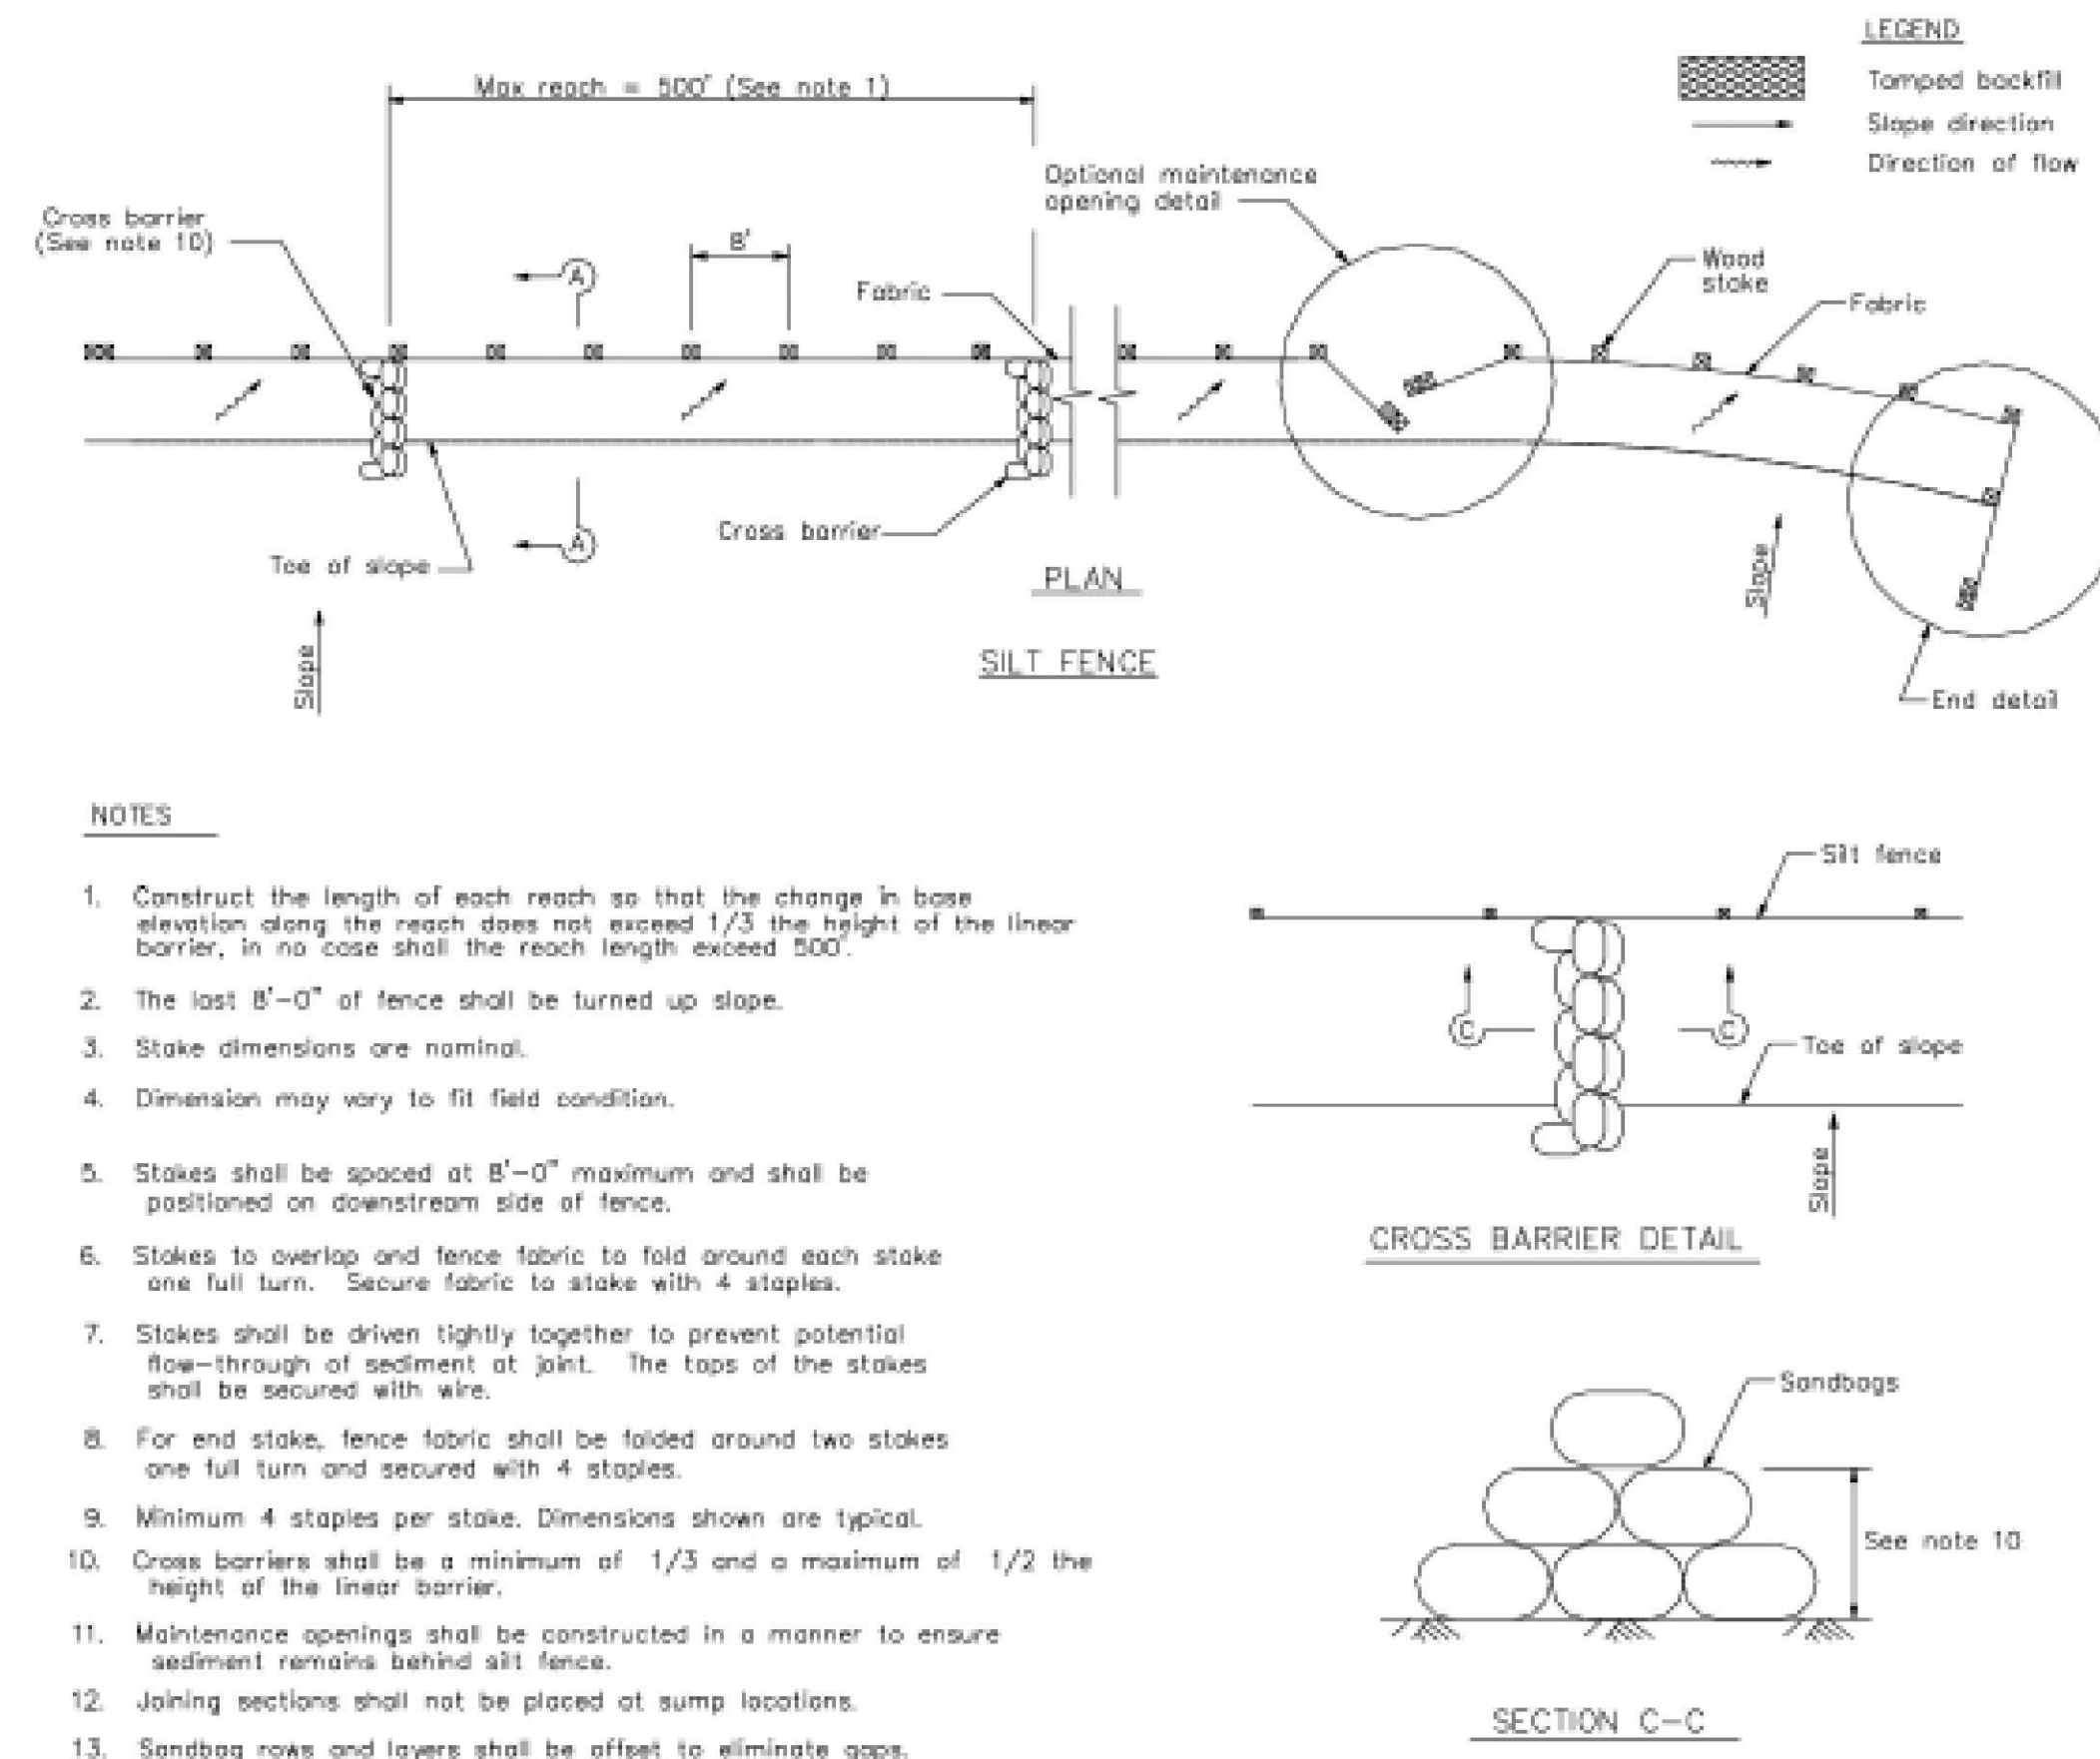 LEGEND
Tamped backfill
Slope direction
Direction of flow
Max reach = 500' (See note 1)
Optional maintenance
opening detail
Cross barrier
(See note 10)
8'
A
Fabric
Wood
stake
Fabric
Cross barrier
A
Toe of slope
PLAN
Slope
Slope
SILT FENCE
End detail
NOTES
1. Construct the length of each reach so that the change in base
elevation along the reach does not exceed 1/3 the height of the linear
barrier, in no case shall the reach length exceed 500'.
2. The last 8'-0" of fence shall be turned up slope.
3. Stake dimensions are nominal.
4. Dimension may vary to fit field condition.
5. Stakes shall be spaced at 8'-0" maximum and shall be
positioned on downstream side of fence.
6. Stakes to overlap and fence fabric to fold around each stake
one full turn. Secure fabric to stake with 4 staples.
7. Stakes shall be driven tightly together to prevent potential
flow-through of sediment at joint. The tops of the stakes
shall be secured with wire.
8. For end stake, fence fabric shall be folded around two stakes
one full turn and secured with 4 staples.
9. Minimum 4 staples per stake. Dimensions shown are typical.
10. Cross barriers shall be a minimum of 1/3 and a maximum of 1/2 the
height of the linear barrier.
11. Maintenance openings shall be constructed in a manner to ensure
sediment remains behind silt fence.
12. Joining sections shall not be placed at sump locations.
13. Sandbag rows and layers shall be offset to eliminate gaps.
Silt fence
C
C
Toe of slope
Slope
CROSS BARRIER DETAIL
Sandbags
See note 10
SECTION C-C